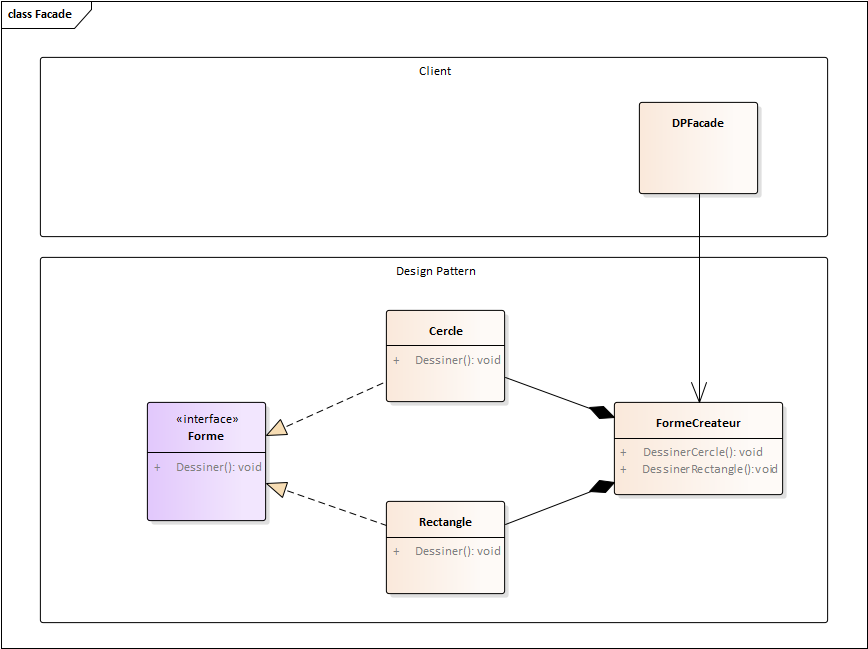 class Facade
Client
DPFacade
Design Pattern
Cercle
+ Dessiner(): void
«interface»
Forme
+ Dessiner(): void
FormeCreateur
+ DessinerCercle(): void
+ DessinerRectangle():void
Rectangle
+ Dessiner(): void